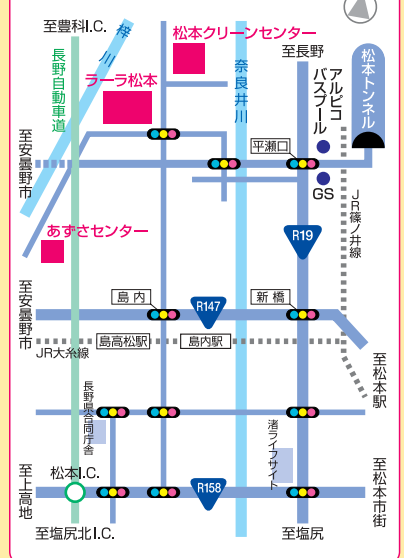 至豊科I.C.
梓川
松本クリーンセンター
至長野
長野自動車道
ラーラ松本
奈良井川
アルピコ
バスプール
松本トンネル
平瀬口
至安曇野市
GS
JR篠ノ井線
あずさセンター
R19
至安曇野市
島内
R147
新橋
島高松駅
島内駅
JR大糸線
至松本駅
長野県合同庁舎
渚ライフサイト
松本I.C.
至上高地
R158
至松本市街
至塩尻北I.C.
至塩尻